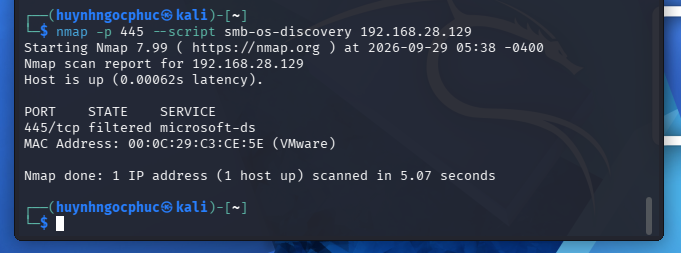 ┌──(huynhngocphuc㉿kali)-[~]
└─$ nmap -p 445 --script smb-os-discovery 192.168.28.129
Starting Nmap 7.99 ( https://nmap.org ) at 2026-09-29 05:38 -0400
Nmap scan report for 192.168.28.129
Host is up (0.00062s latency).
PORT    STATE    SERVICE
445/tcp filtered microsoft-ds
MAC Address: 00:0C:29:C3:CE:5E (VMware)
Nmap done: 1 IP address (1 host up) scanned in 5.07 seconds
┌──(huynhngocphuc㉿kali)-[~]
└─$